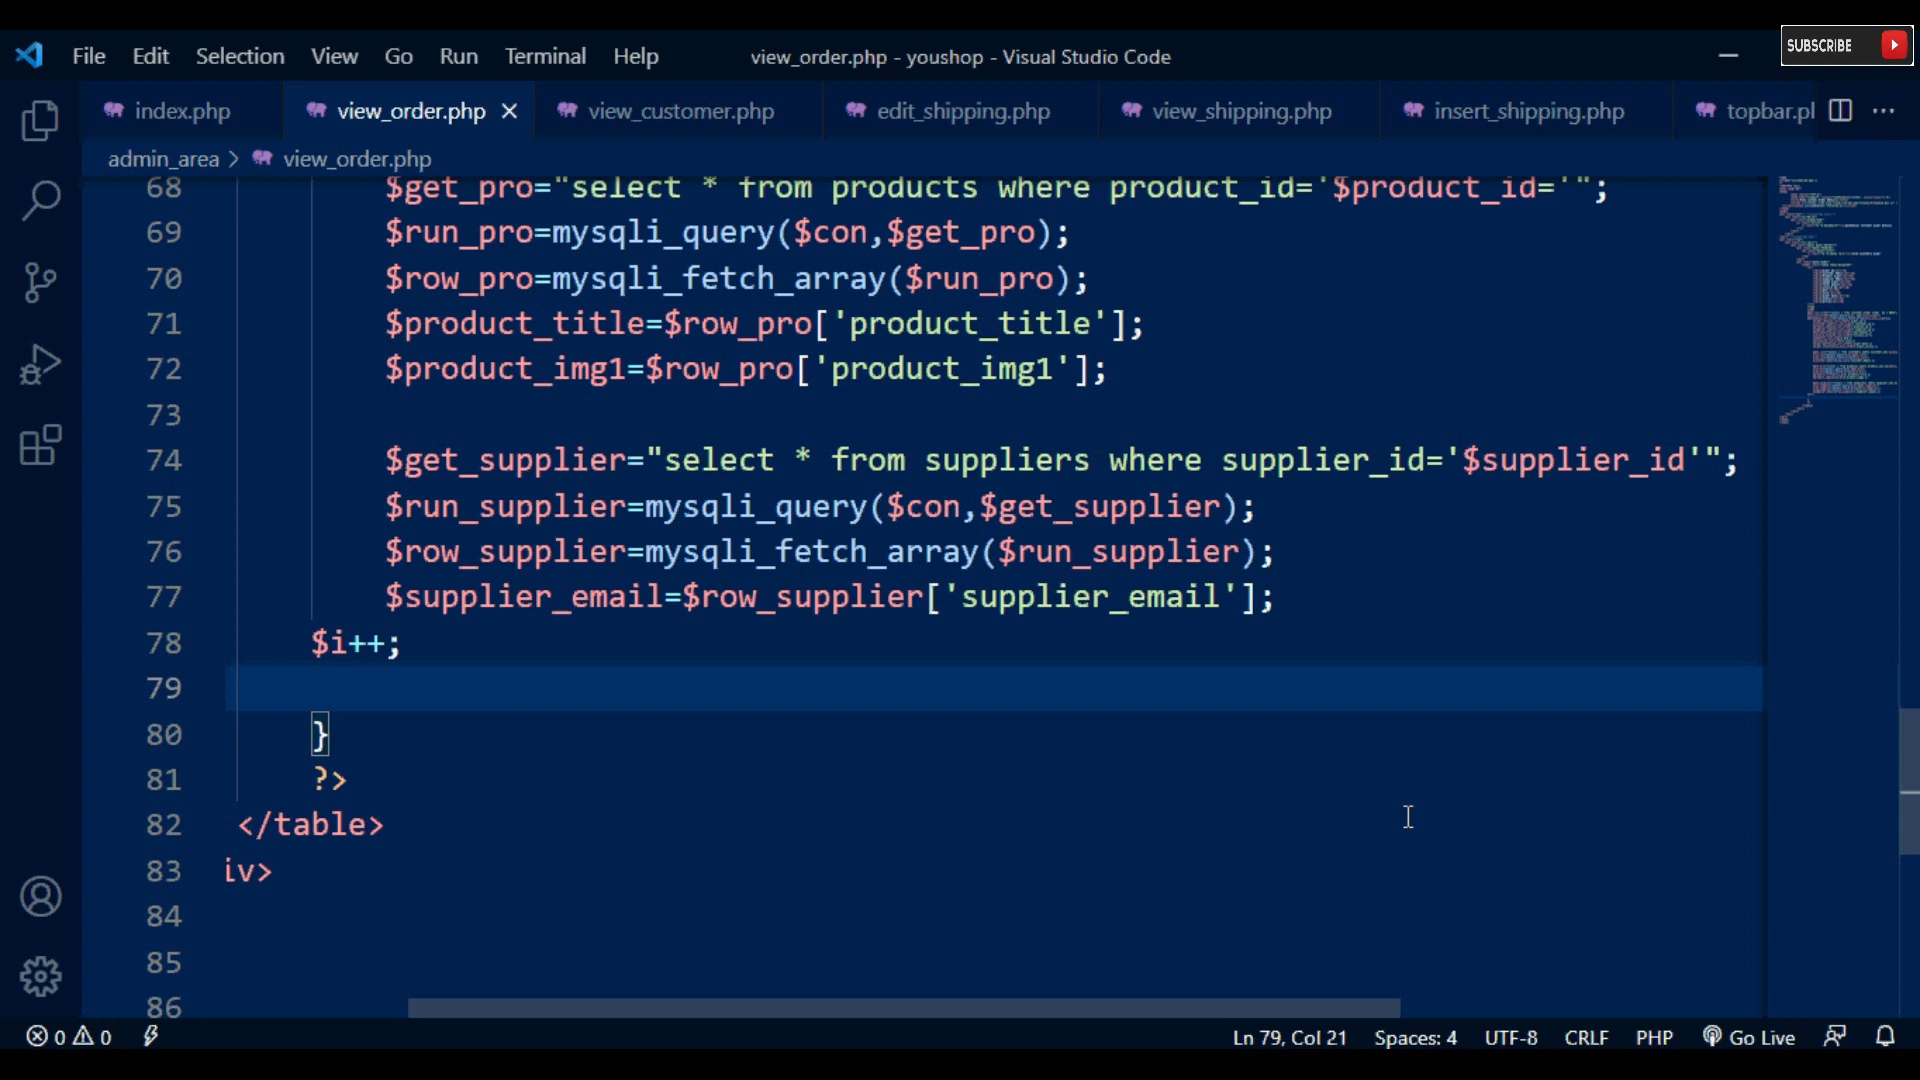 File Edit Selection View Go Run Terminal Help view_order.php - youshop - Visual Studio Code SUBSCRIBE
index.php view_order.php view_customer.php edit_shipping.php view_shipping.php insert_shipping.php topbar.pl
admin_area > view_order.php
68 $get_pro="select * from products where product_id='$product_id='";
69 $run_pro=mysqli_query($con,$get_pro);
70 $row_pro=mysqli_fetch_array($run_pro);
71 $product_title=$row_pro['product_title'];
72 $product_img1=$row_pro['product_img1'];
73
74 $get_supplier="select * from suppliers where supplier_id='$supplier_id'";
75 $run_supplier=mysqli_query($con,$get_supplier);
76 $row_supplier=mysqli_fetch_array($run_supplier);
77 $supplier_email=$row_supplier['supplier_email'];
78 $i++;
79
80 }
81 ?>
82 </table>
83 iv>
84
85
86
0 0 Ln 79, Col 21 Spaces: 4 UTF-8 CRLF PHP Go Live